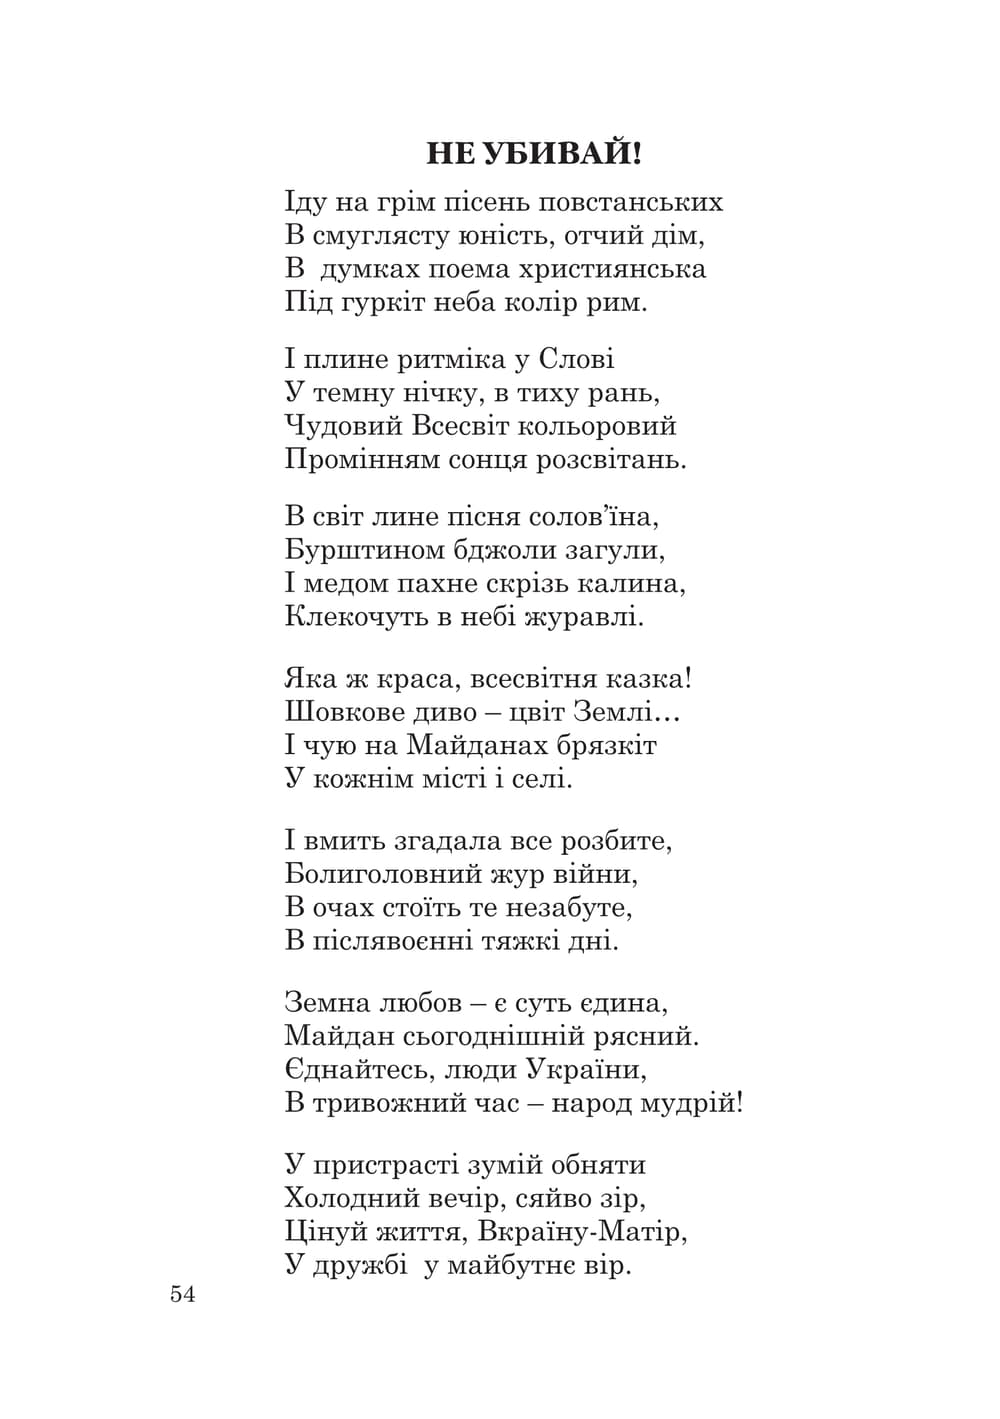 НЕ УБИВАЙ!
Іду на грім пісень повстанських
В смуглясту юність, отчий дім,
В  думках поема християнська
Під гуркіт неба колір рим.
І плине ритміка у Слові
У темну нічку, в тиху рань,
Чудовий Всесвіт кольоровий
Промінням сонця розсвітань.
В світ лине пісня солов’їна,
Бурштином бджоли загули,
І медом пахне скрізь калина,
Клекочуть в небі журавлі.
Яка ж краса, всесвітня казка!
Шовкове диво – цвіт Землі…
І чую на Майданах брязкіт
У кожнім місті і селі.
І вмить згадала все розбите,
Болиголовний жур війни,
В очах стоїть те незабуте,
В післявоєнні тяжкі дні.
Земна любов – є суть єдина,
Майдан сьогоднішній рясний.
Єднайтесь, люди України,
В тривожний час – народ мудрій!
У пристрасті зумій обняти
Холодний вечір, сяйво зір,
Цінуй життя, Вкраїну-Матір,
У дружбі  у майбутнє вір.
54